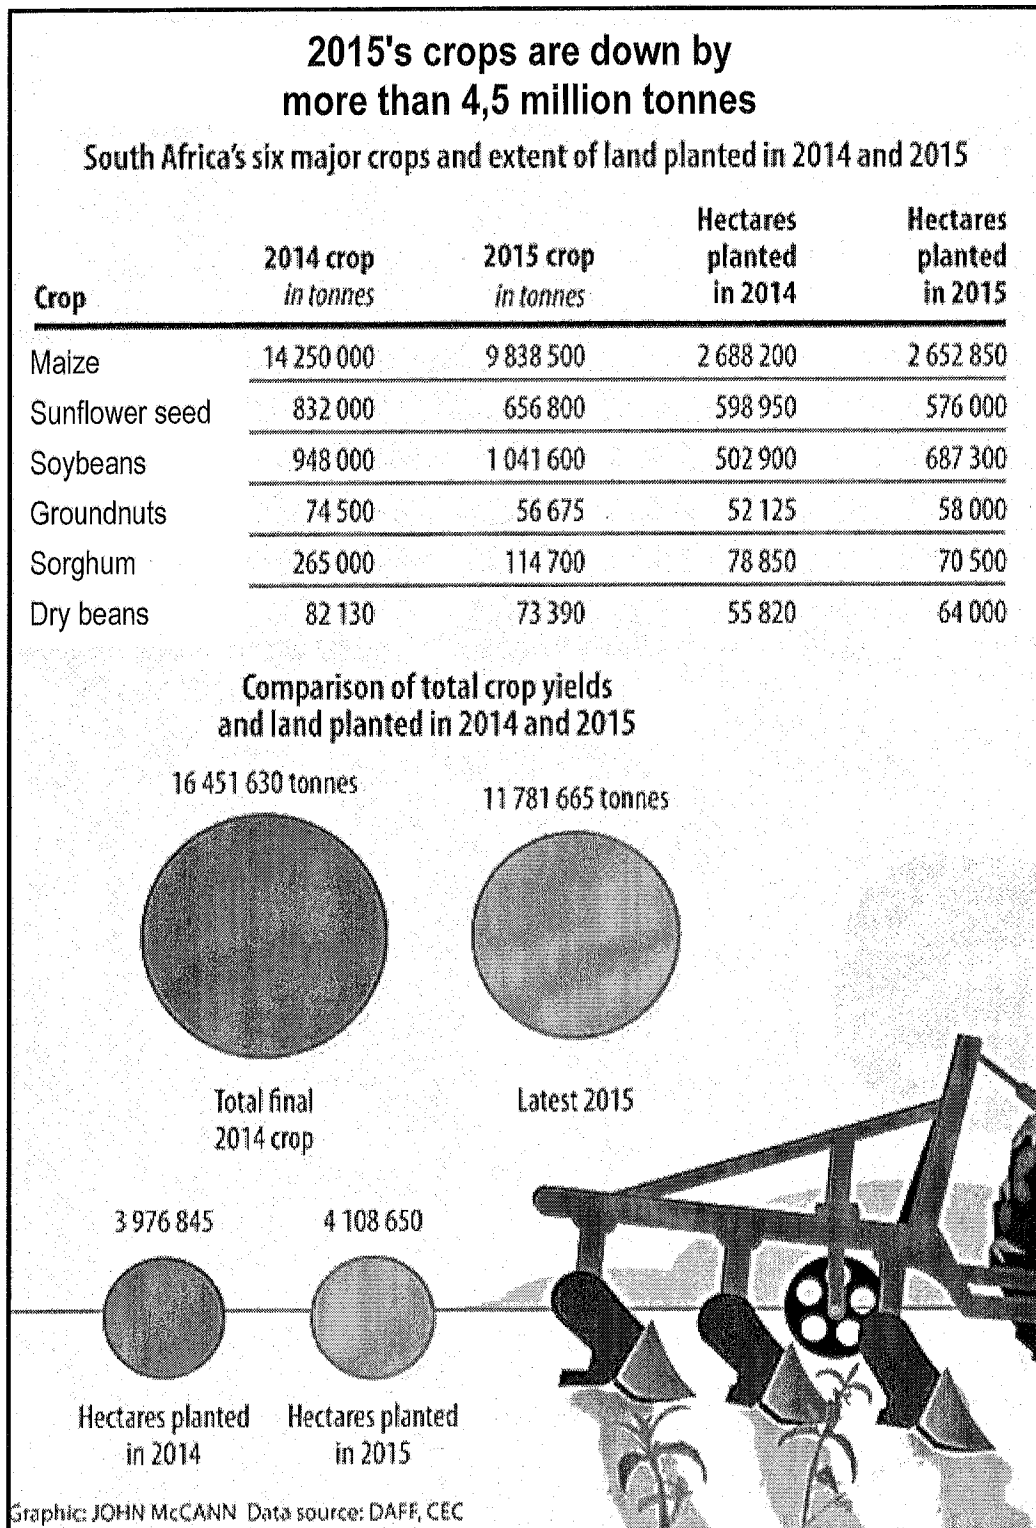 2015's crops are down by
more than 4,5 million tonnes
South Africa's six major crops and extent of land planted in 2014 and 2015
Crop 2014 crop in tonnes 2015 crop in tonnes Hectares planted in 2014 Hectares planted in 2015
Maize 14 250 000 9 838 500 2 688 200 2 652 850
Sunflower seed 832 000 656 800 598 950 576 000
Soybeans 948 000 1 041 600 502 900 687 300
Groundnuts 74 500 56 675 52 125 58 000
Sorghum 265 000 114 700 78 850 70 500
Dry beans 82 130 73 390 55 820 64 000
Comparison of total crop yields
and land planted in 2014 and 2015
16 451 630 tonnes
11 781 665 tonnes
Total final
2014 crop
Latest 2015
3 976 845
4 108 650
Hectares planted
in 2014
Hectares planted
in 2015
Graphic: JOHN McCANN Data source: DAFF, CEC